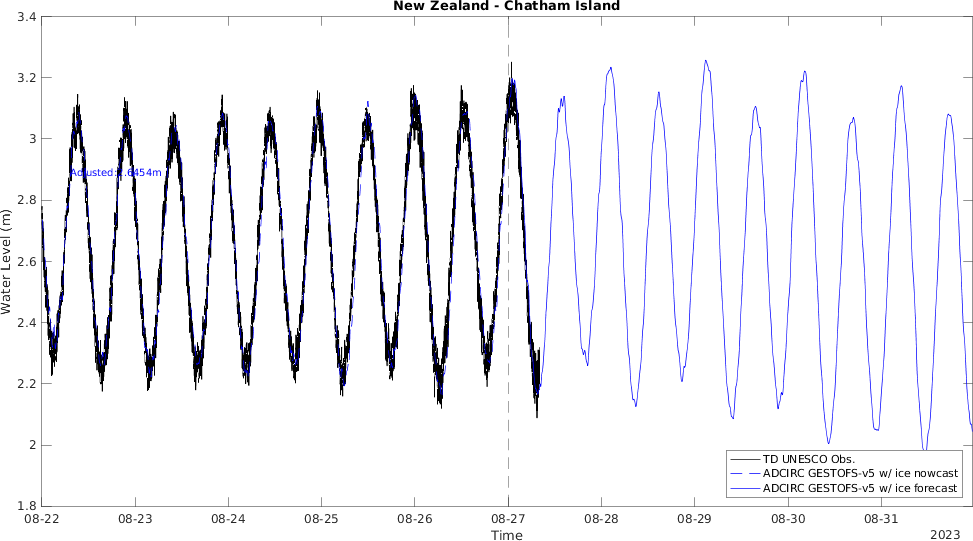 New Zealand - Chatham Island
3.4
3.2
3
2.8
2.6
2.4
2.2
2
1.8
Water Level (m)
Adjusted: .6454m
TD UNESCO Obs.
ADCIRC GESTOFS-v5 w/ ice nowcast
ADCIRC GESTOFS-v5 w/ ice forecast
08-22 08-23 08-24 08-25 08-26 08-27 08-28 08-29 08-30 08-31
Time
2023